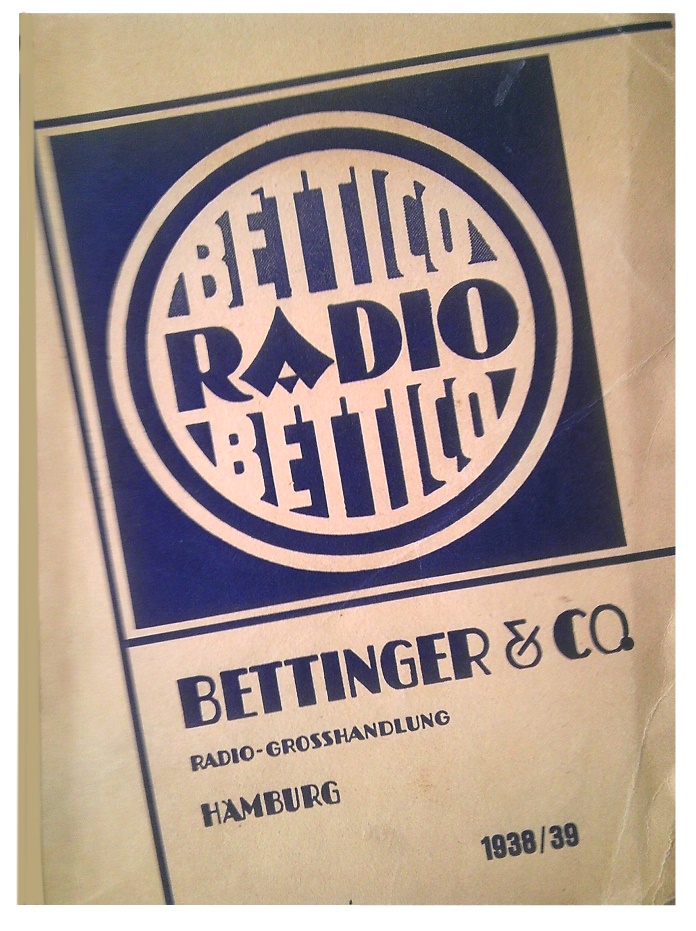 BETTICO
RADIO
BETTICO
BETTINGER & CO.
RADIO-GROSSHANDLUNG
HAMBURG
1938/39